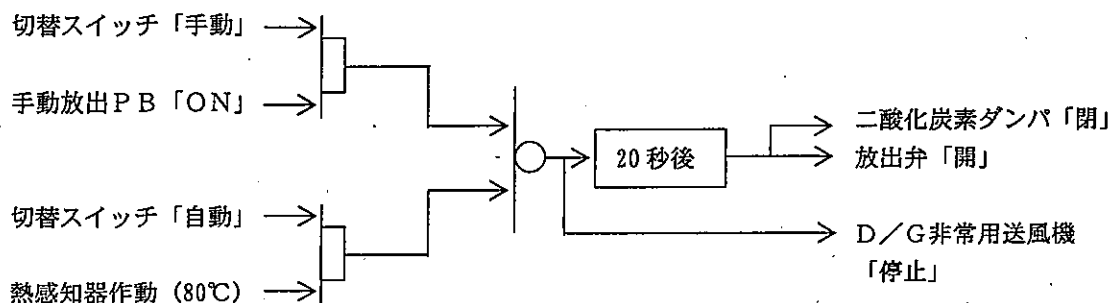 切替スイッチ「手動」
手動放出PB「ON」
切替スイッチ「自動」
熱感知器作動(80℃)
20秒後
二酸化炭素ダンパ「閉」
放出弁「開」
D/G非常用送風機
「停止」